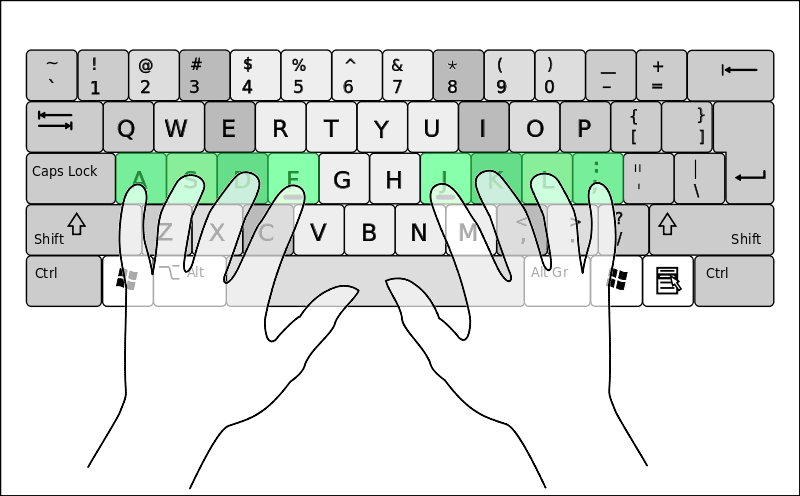 ~ ! @ # $ % ^ & * ( ) __ +
` 1 2 3 4 5 6 7 8 9 0 – =
Q W E R T Y U I O P { }
[ ]
Caps Lock A S D F G H J K L : " |
; ' \
Shift Z X C V B N M < > ? Shift
, . /
Ctrl Alt Alt Gr Ctrl